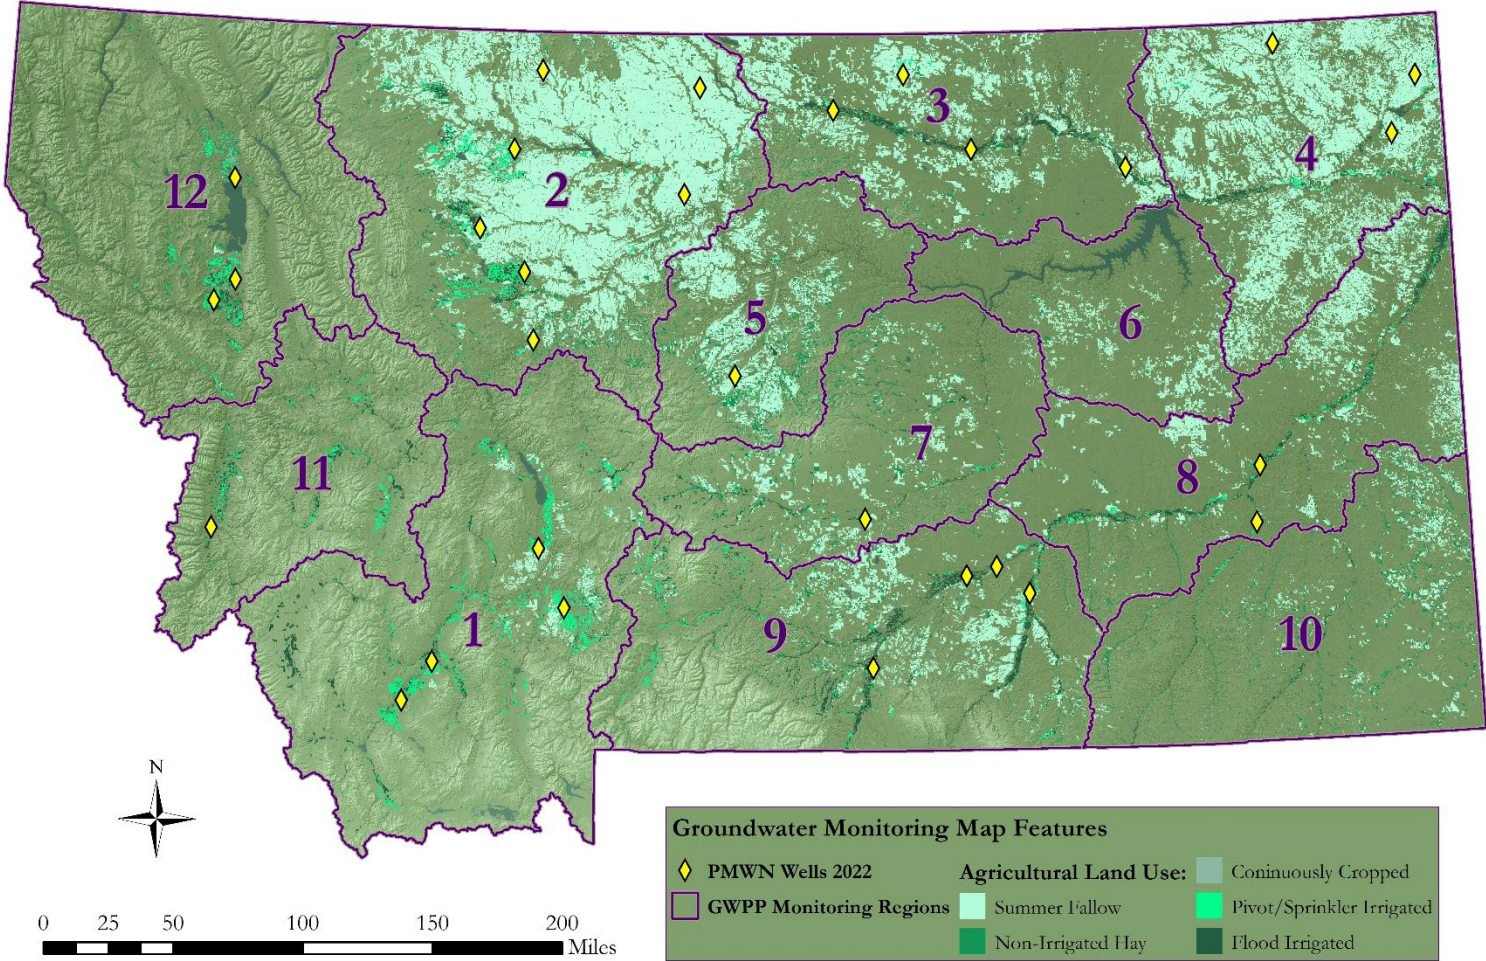 3
4
12
2
5
6
7
11
8
1
9
10
N
0 25 50 100 150 200
Miles
Groundwater Monitoring Map Features
PMWN Wells 2022
GWPP Monitoring Regions
Agricultural Land Use:
Summer Fallow
Non-Irrigated Hay
Coninuously Cropped
Pivot/Sprinkler Irrigated
Flood Irrigated